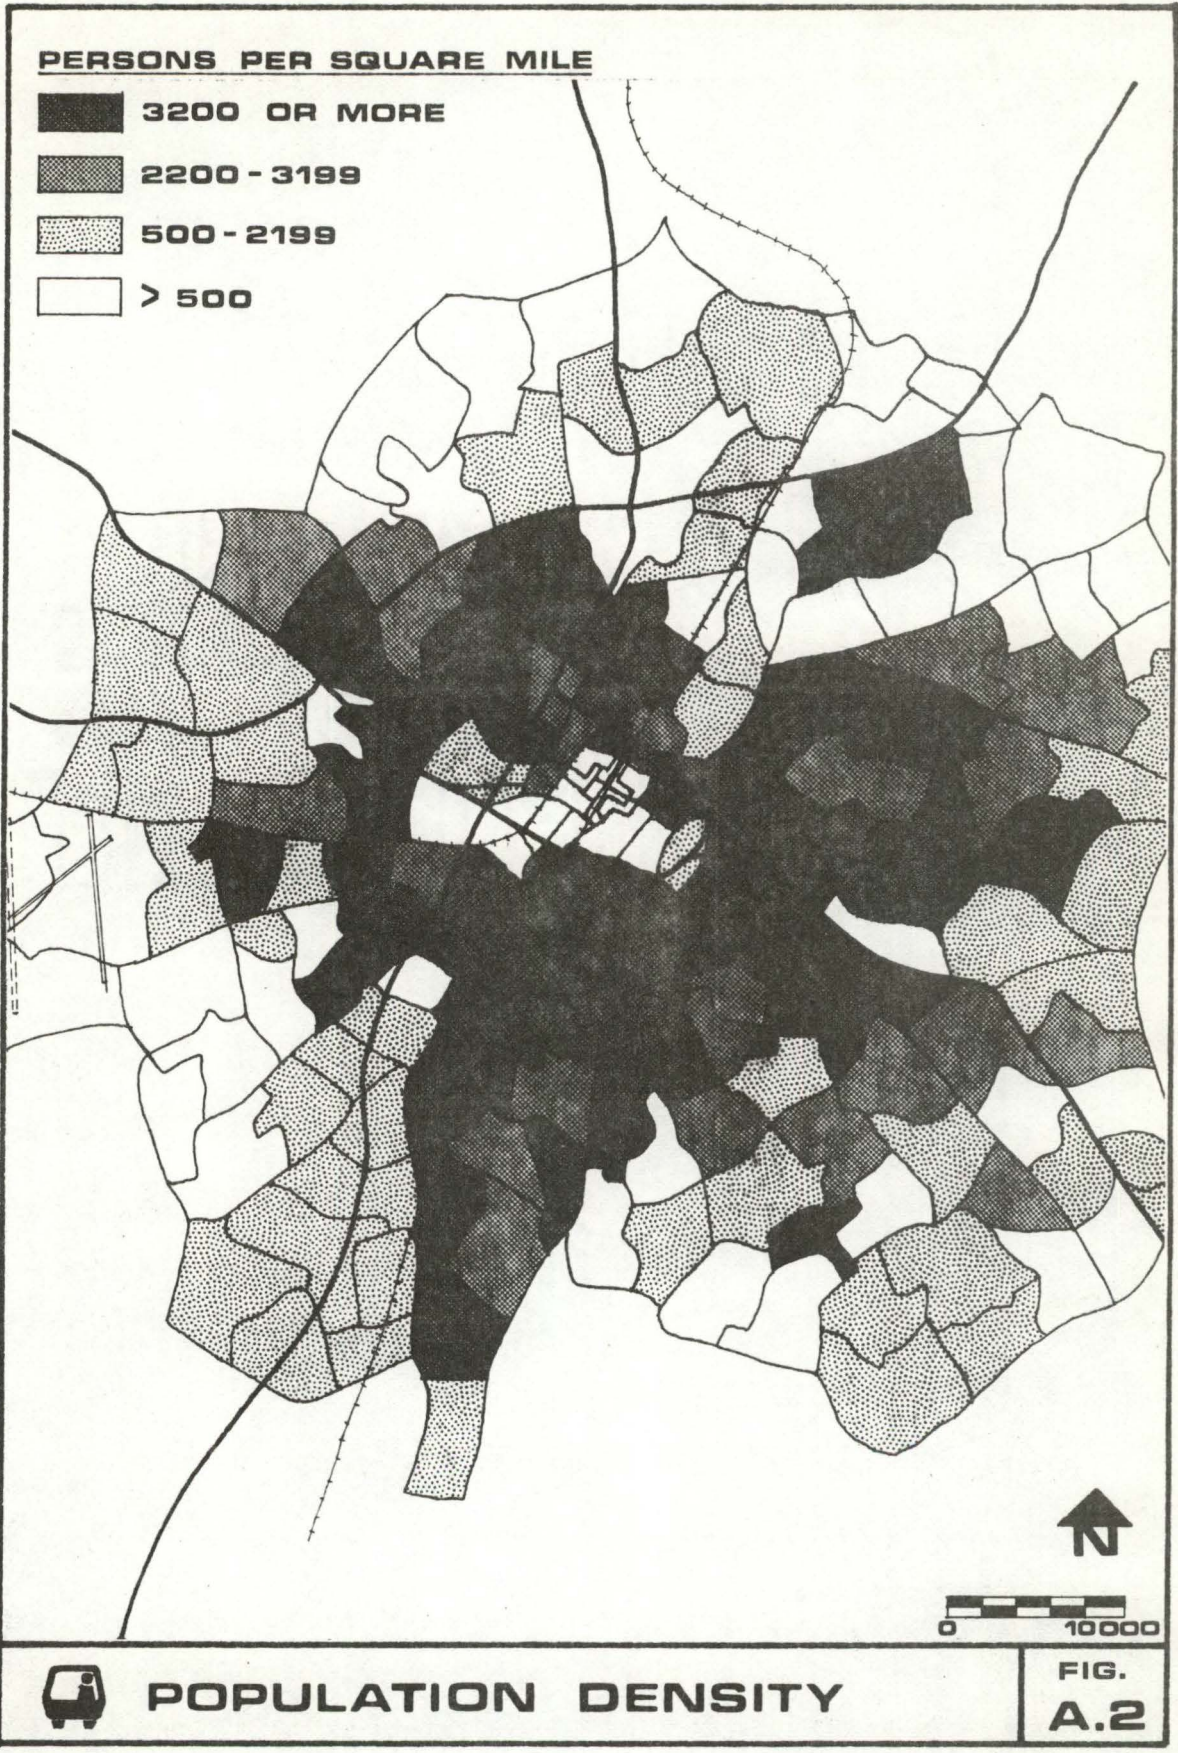 PERSONS PER SQUARE MILE
3200 OR MORE
2200 - 3199
500 - 2199
> 500
N
0 10000
POPULATION DENSITY
FIG.
A.2